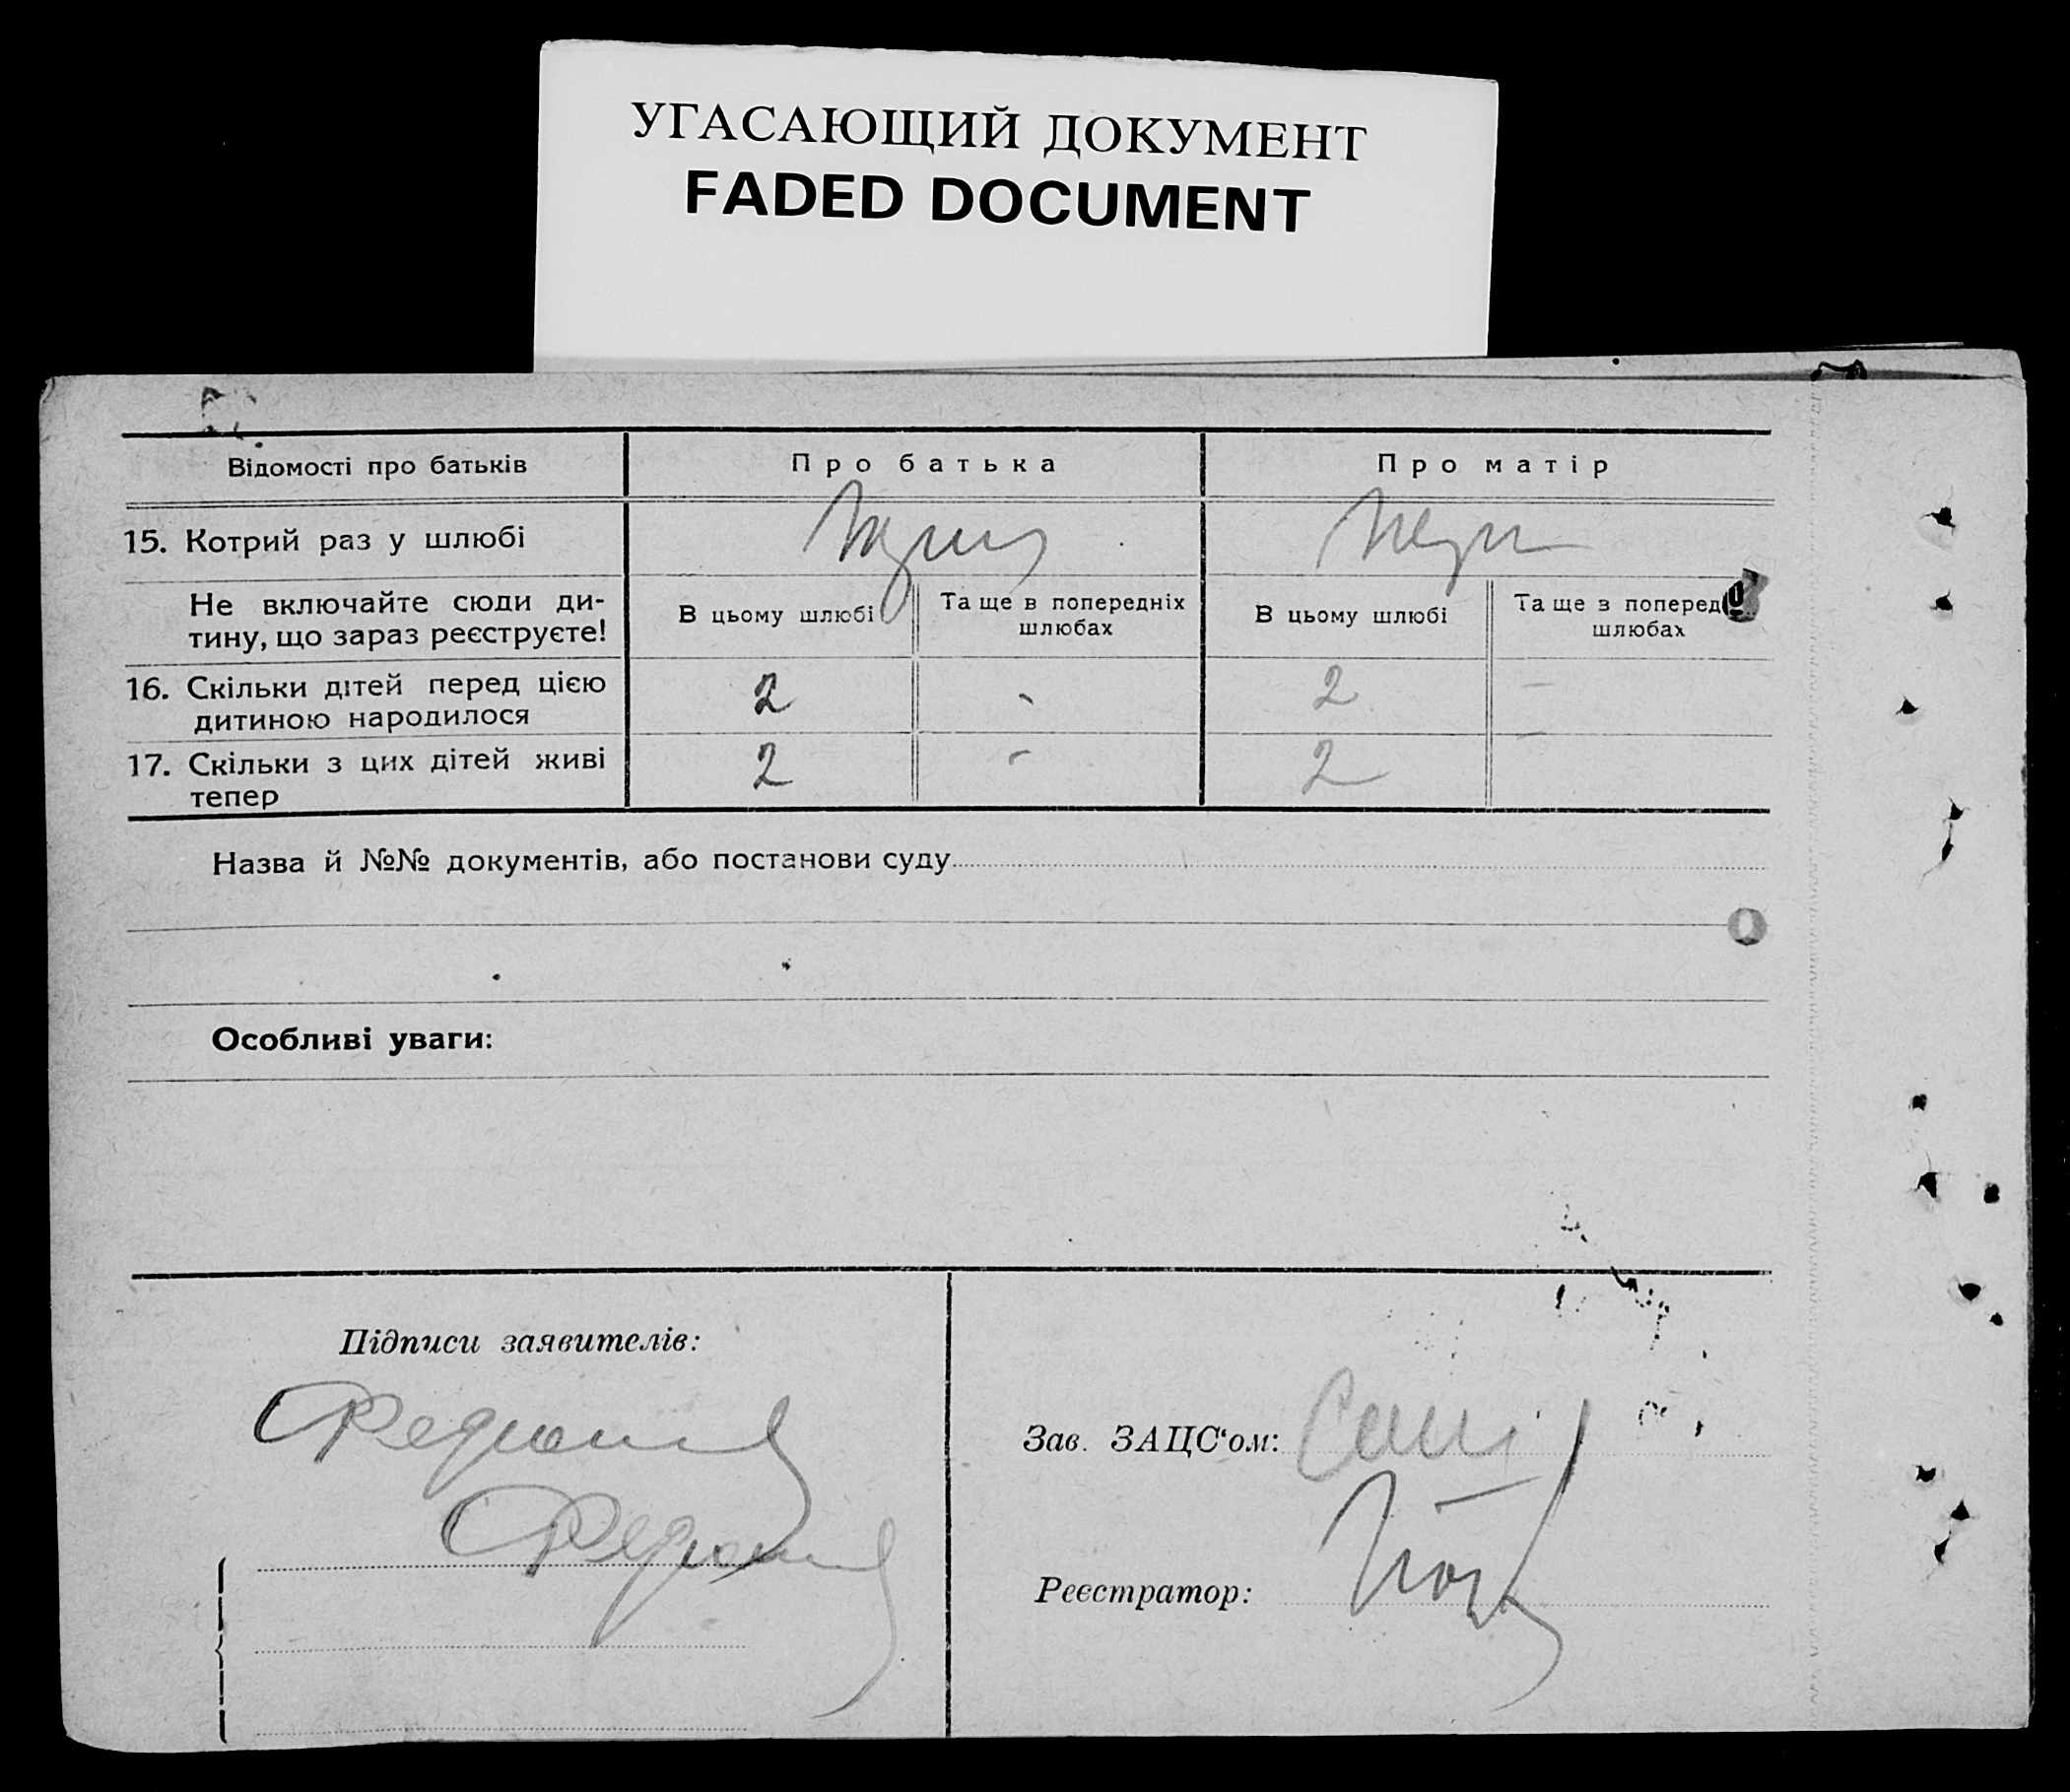 УГАСАЮЩИЙ ДОКУМЕНТ
FADED DOCUMENT
Відомості про батьків
Про батька
Про матір
15. Котрий раз у шлюбі
Не включайте сюди ди-
тину, що зараз реєструєте!
В цьому шлюбі
Та ще в попередніх
шлюбах
В цьому шлюбі
Та ще з поперед
шлюбах
16. Скільки дітей перед цією
дитиною народилося
2
-
2
-
17. Скільки з цих дітей живі
тепер
2
-
2
-
Назва й №№ документів, або постанови суду
Особливі уваги:
Підписи заявителів:
Зав. ЗАЦС‘ом:
Реєстратор: